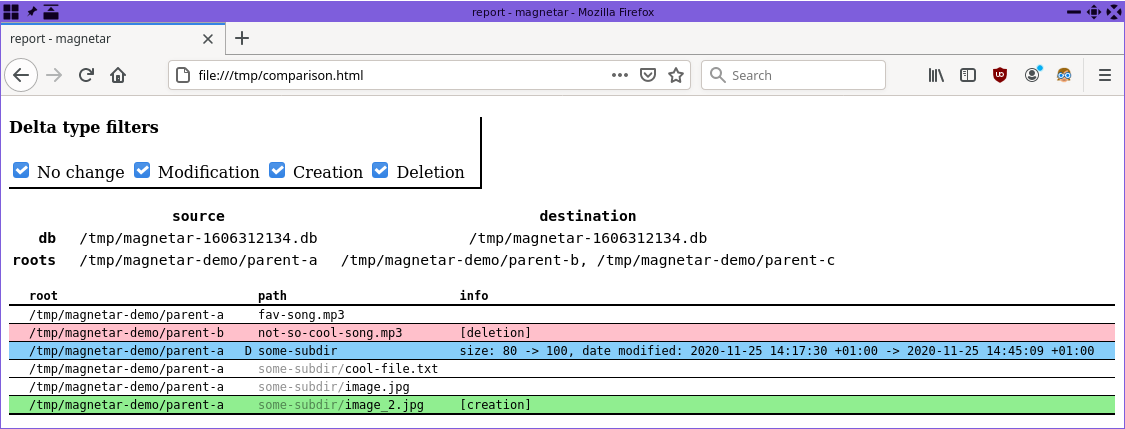 report - magnetar - Mozilla Firefox
report - magnetar
file:///tmp/comparison.html
Search
Delta type filters
No change Modification Creation Deletion
source destination
db /tmp/magnetar-1606312134.db /tmp/magnetar-1606312134.db
roots /tmp/magnetar-demo/parent-a /tmp/magnetar-demo/parent-b, /tmp/magnetar-demo/parent-c
root path info
/tmp/magnetar-demo/parent-a fav-song.mp3
/tmp/magnetar-demo/parent-b not-so-cool-song.mp3 [deletion]
/tmp/magnetar-demo/parent-a D some-subdir size: 80 -> 100, date modified: 2020-11-25 14:17:30 +01:00 -> 2020-11-25 14:45:09 +01:00
/tmp/magnetar-demo/parent-a some-subdir/cool-file.txt
/tmp/magnetar-demo/parent-a some-subdir/image.jpg
/tmp/magnetar-demo/parent-a some-subdir/image_2.jpg [creation]